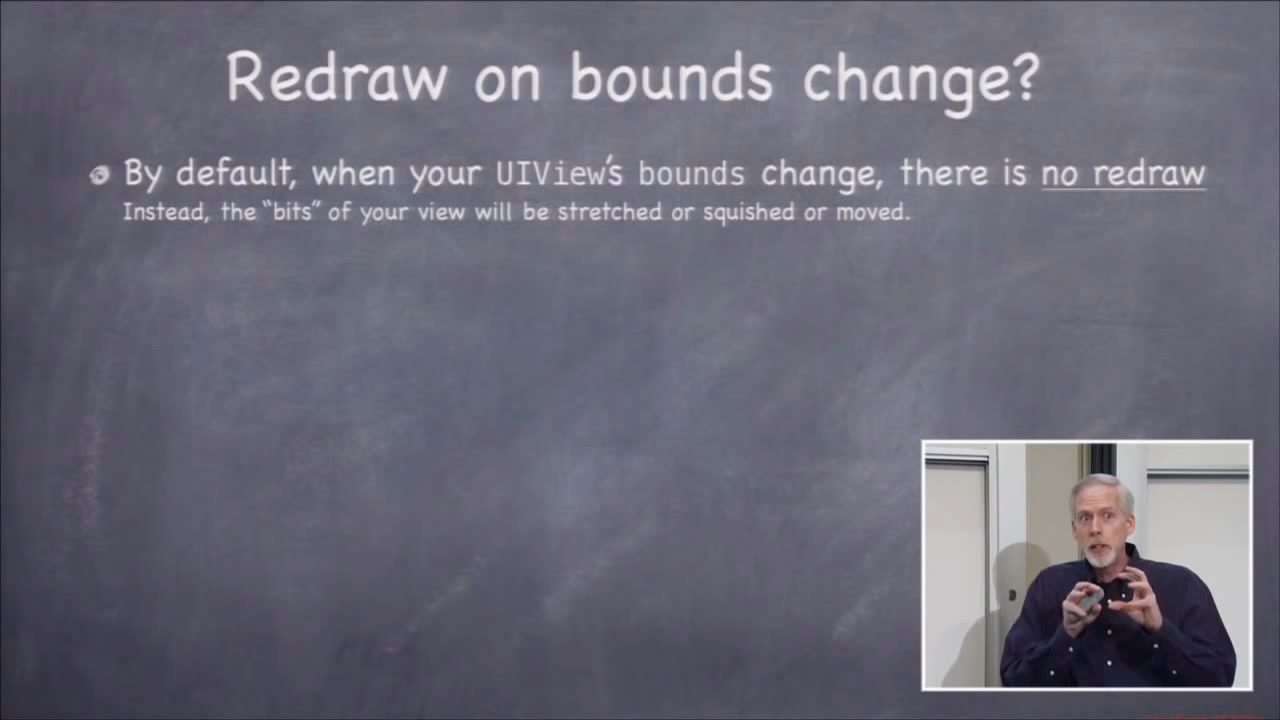 Redraw on bounds change?
By default, when your UIView's bounds change, there is no redraw
Instead, the “bits” of your view will be stretched or squished or moved.